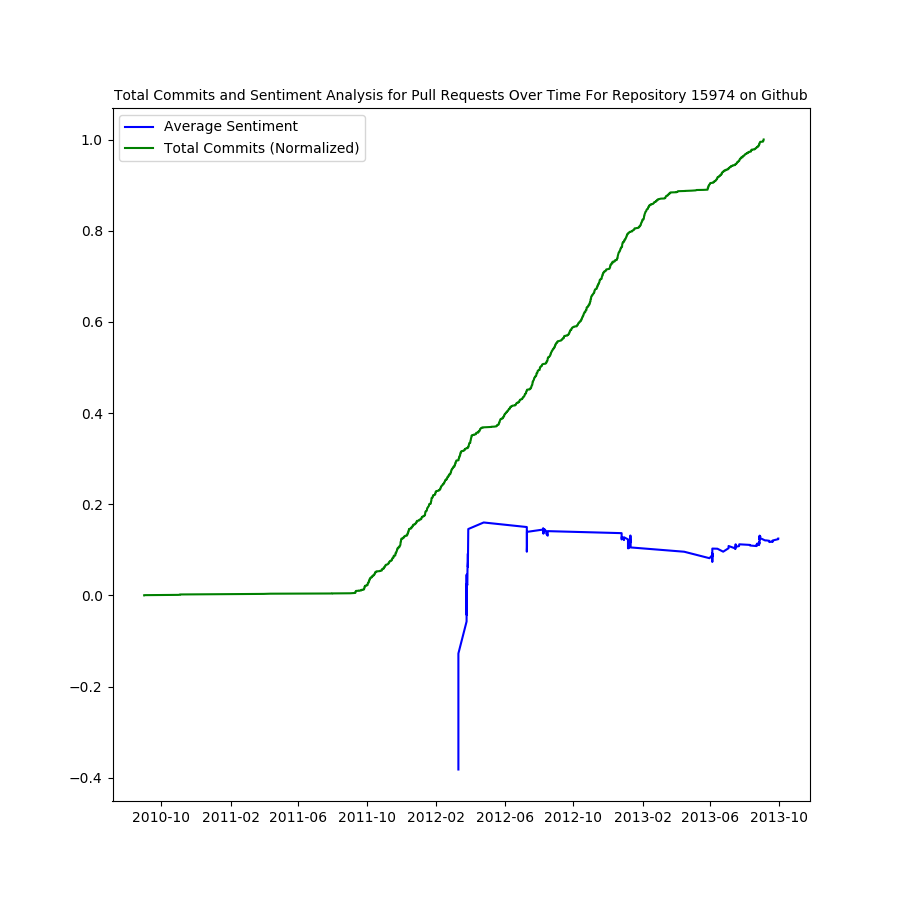 Total Commits and Sentiment Analysis for Pull Requests Over Time For Repository 15974 on Github
Average Sentiment
Total Commits (Normalized)
1.0
0.8
0.6
0.4
0.2
0.0
−0.2
−0.4
2010-10 2011-02 2011-06 2011-10 2012-02 2012-06 2012-10 2013-02 2013-06 2013-10